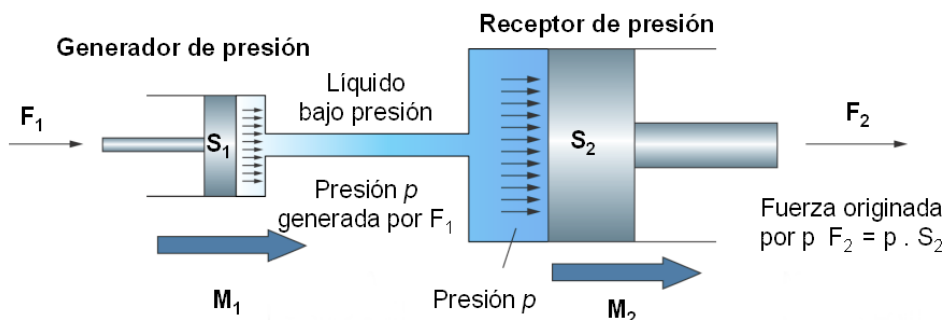 Generador de presión
Receptor de presión
Líquido
bajo presión
F₁
S₁
S₂
F₂
Presión p
generada por F₁
Fuerza originada
por p F₂ = p . S₂
M₁
Presión p
M₂